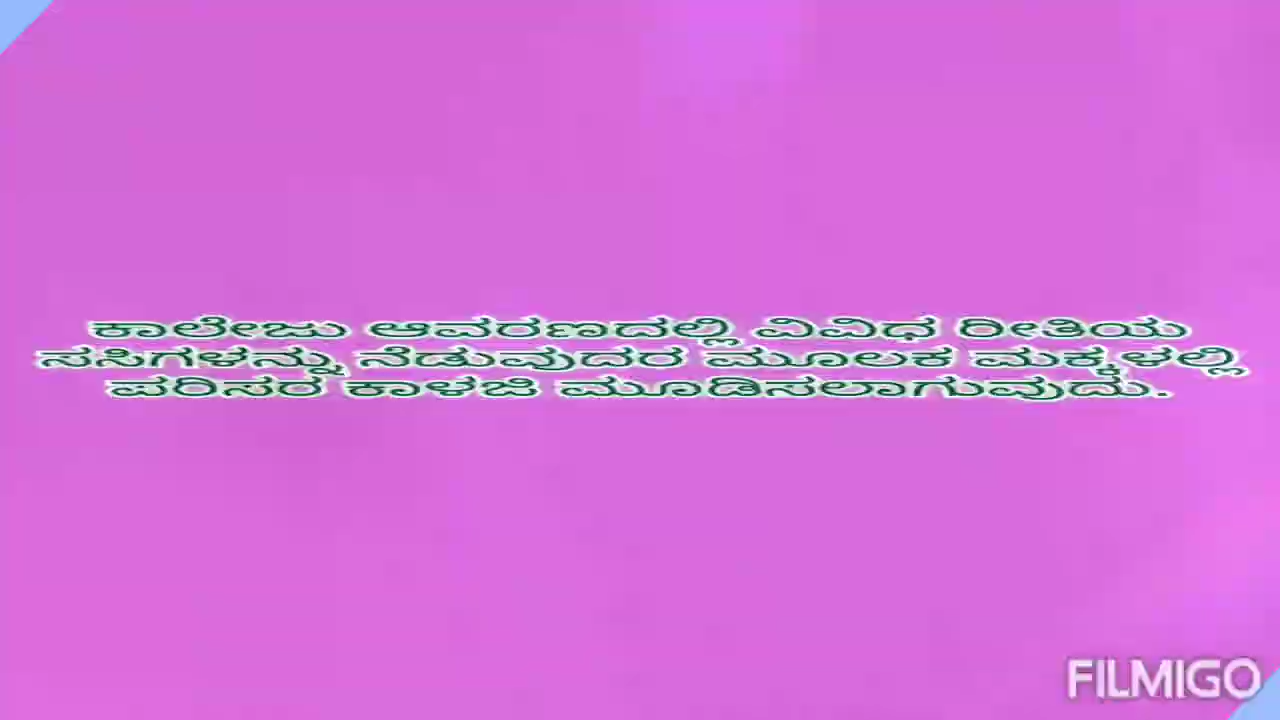 ಕಾಲೇಜು ಆವರಣದಲ್ಲಿ ವಿವಿಧ ರೀತಿಯ
ಸಸಿಗಳನ್ನು ನೆಡುವುದರ ಮೂಲಕ ಮಕ್ಕಳಲ್ಲಿ
ಪರಿಸರ ಕಾಳಜಿ ಮೂಡಿಸಲಾಗುವುದು.
FILMIGO